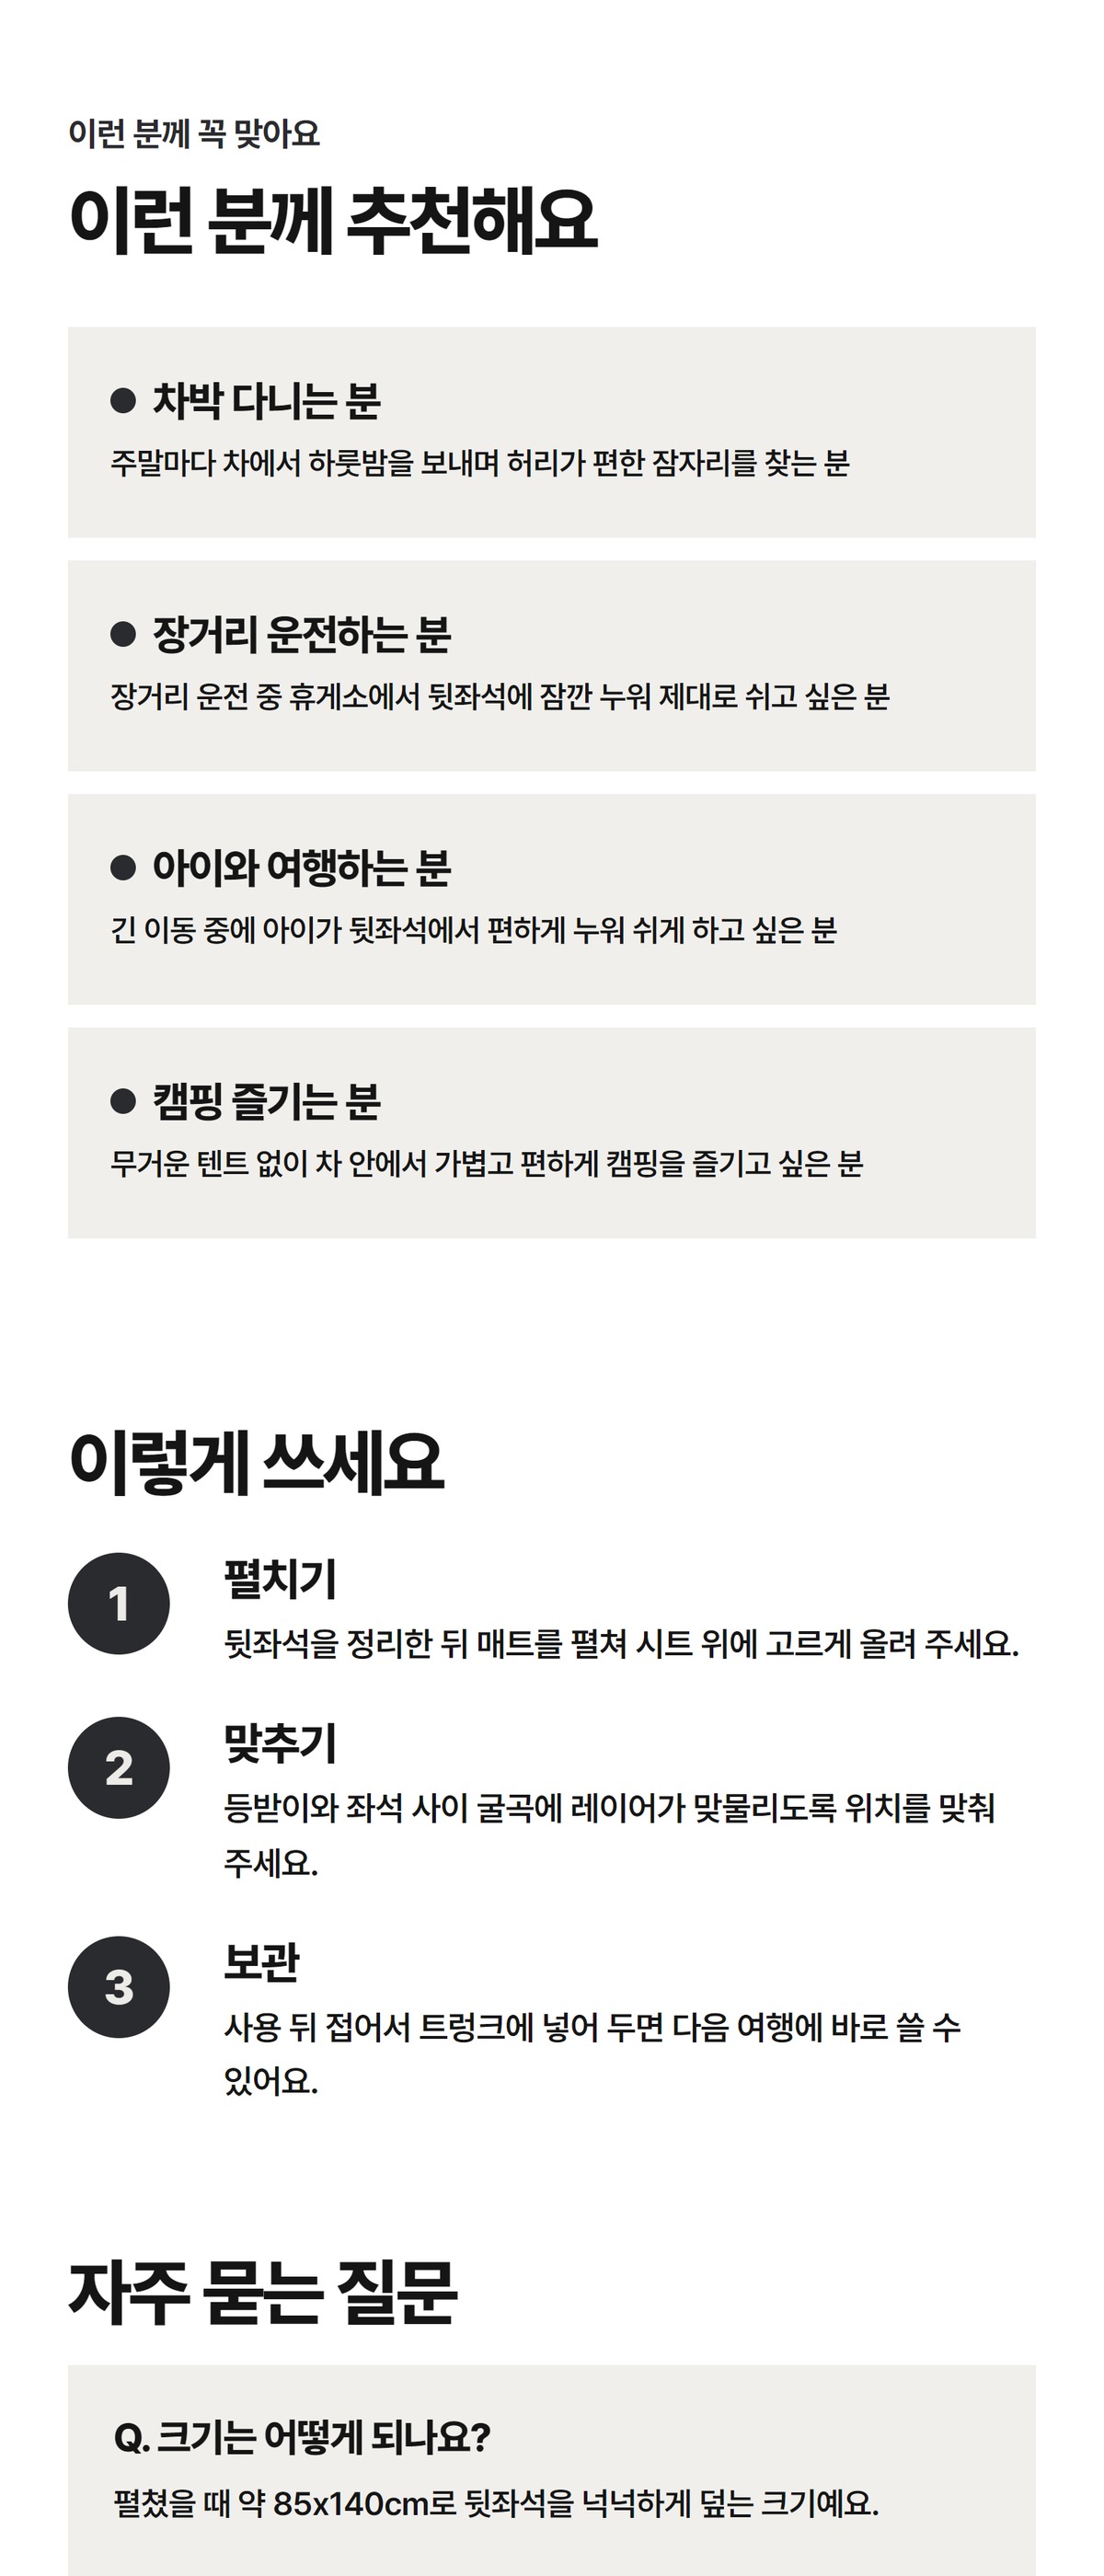 이런 분께 꼭 맞아요
이런 분께 추천해요
차박 다니는 분
주말마다 차에서 하룻밤을 보내며 허리가 편한 잠자리를 찾는 분
장거리 운전하는 분
장거리 운전 중 휴게소에서 뒷좌석에 잠깐 누워 제대로 쉬고 싶은 분
아이와 여행하는 분
긴 이동 중에 아이가 뒷좌석에서 편하게 누워 쉬게 하고 싶은 분
캠핑 즐기는 분
무거운 텐트 없이 차 안에서 가볍고 편하게 캠핑을 즐기고 싶은 분
이렇게 쓰세요
1
펼치기
뒷좌석을 정리한 뒤 매트를 펼쳐 시트 위에 고르게 올려 주세요.
2
맞추기
등받이와 좌석 사이 굴곡에 레이어가 맞물리도록 위치를 맞춰
주세요.
3
보관
사용 뒤 접어서 트렁크에 넣어 두면 다음 여행에 바로 쓸 수
있어요.
자주 묻는 질문
Q. 크기는 어떻게 되나요?
펼쳤을 때 약 85x140cm로 뒷좌석을 넉넉하게 덮는 크기예요.